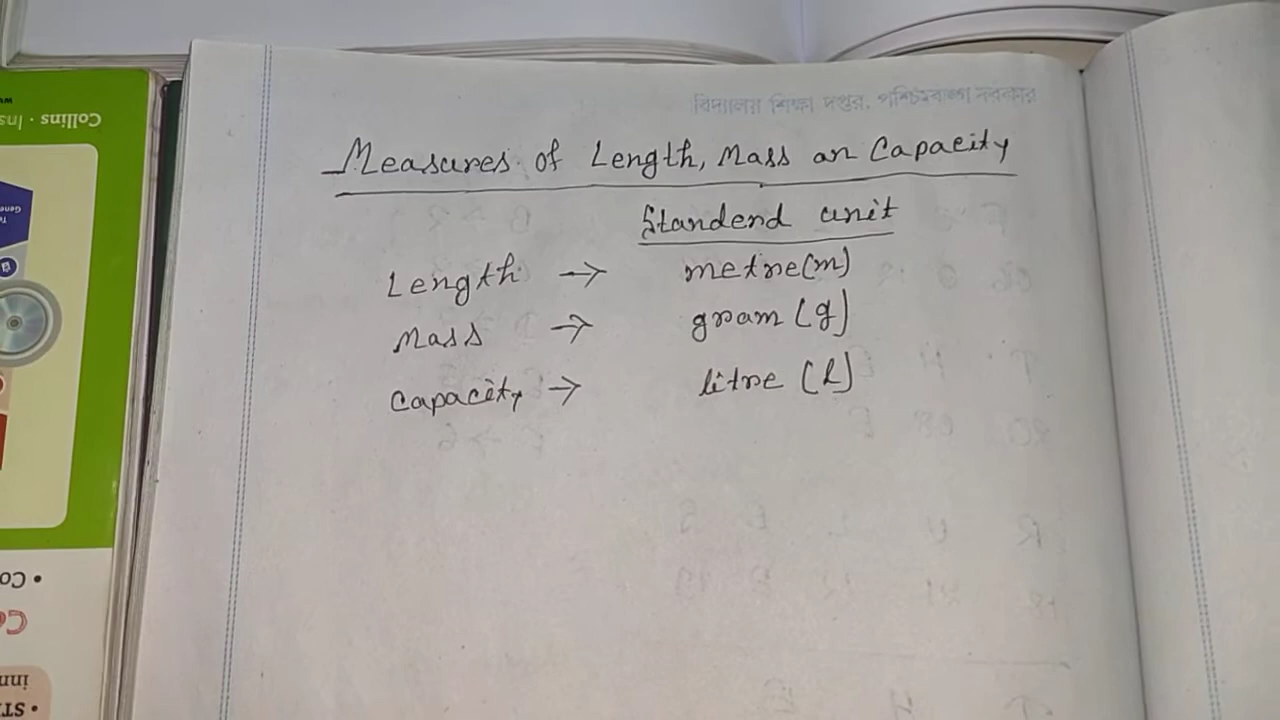 বিদ্যালয় শিক্ষা দপ্তর, পশ্চিমবঙ্গ সরকার
Measures of Length, Mass an Capacity
Standerd unit
Length → metre(m)
Mass → gram (g)
Capacity → litre (l)
Collins · Ins